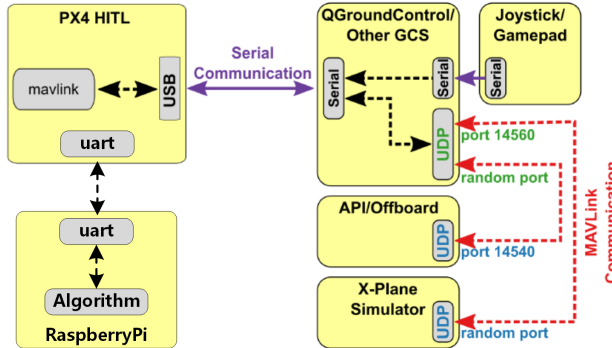 PX4 HITL
mavlink
USB
uart
uart
Algorithm
RaspberryPi
Serial
Communication
QGroundControl/
Other GCS
Serial
Serial
UDP
port 14560
random port
Joystick/
Gamepad
Serial
API/Offboard
UDP
port 14540
X-Plane
Simulator
UDP
random port
MAVLink
Communication